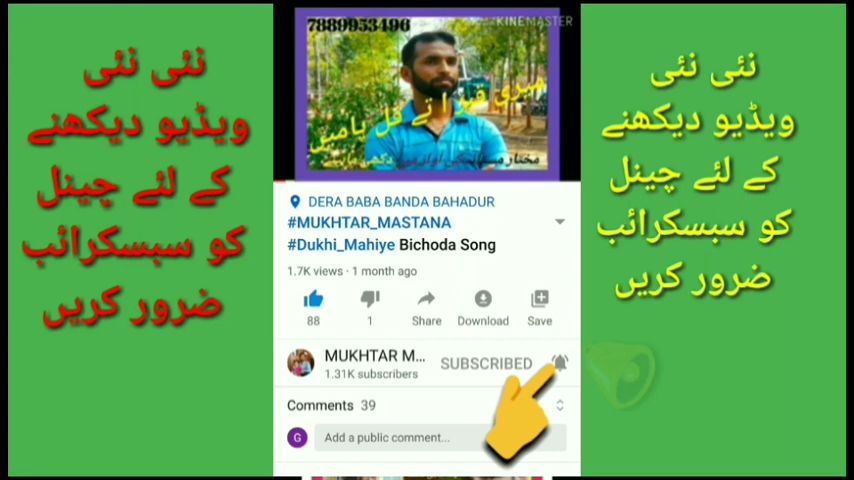 نئی نئی
ویڈیو دیکھنے
کے لئے چینل
کو سبسکرائب
ضرور کریں
7889953496
KINEMASTER
DERA BABA BANDA BAHADUR
#MUKHTAR_MASTANA
#Dukhi_Mahiye Bichoda Song
1.7K views · 1 month ago
88
1
Share
Download
Save
MUKHTAR M...
1.31K subscribers
SUBSCRIBED
Comments 39
G
Add a public comment...
نئی نئی
ویڈیو دیکھنے
کے لئے چینل
کو سبسکرائب
ضرور کریں